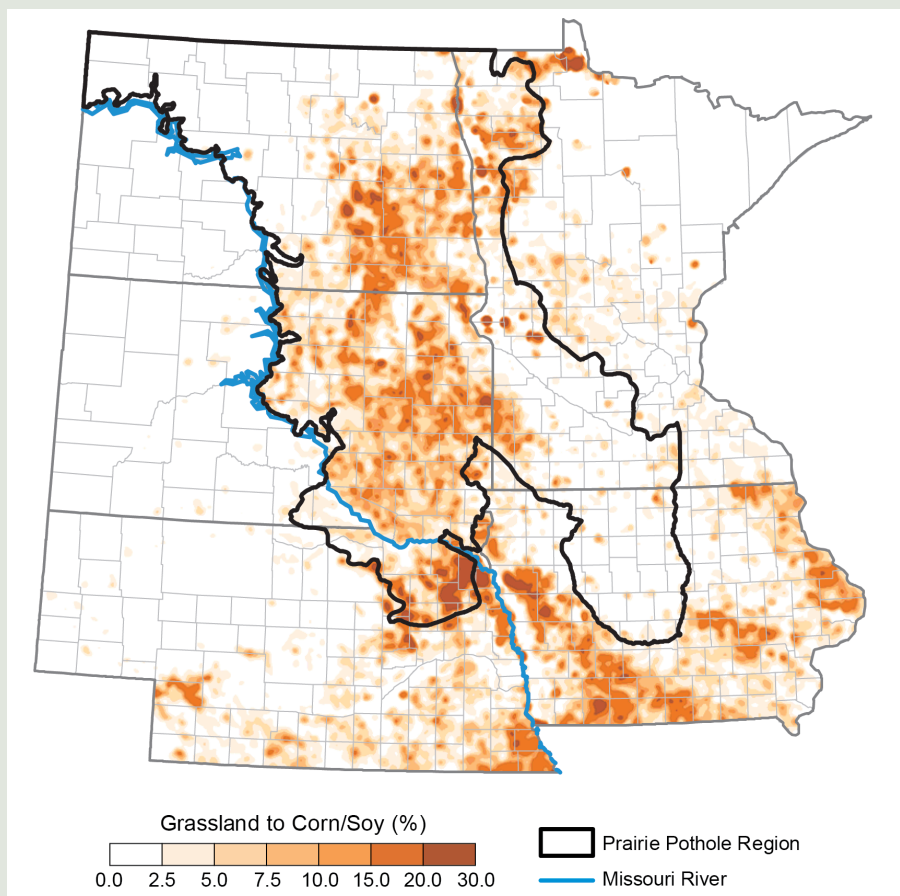 Grassland to Corn/Soy (%)
0.0 2.5 5.0 7.5 10.0 15.0 20.0 30.0
Prairie Pothole Region
Missouri River